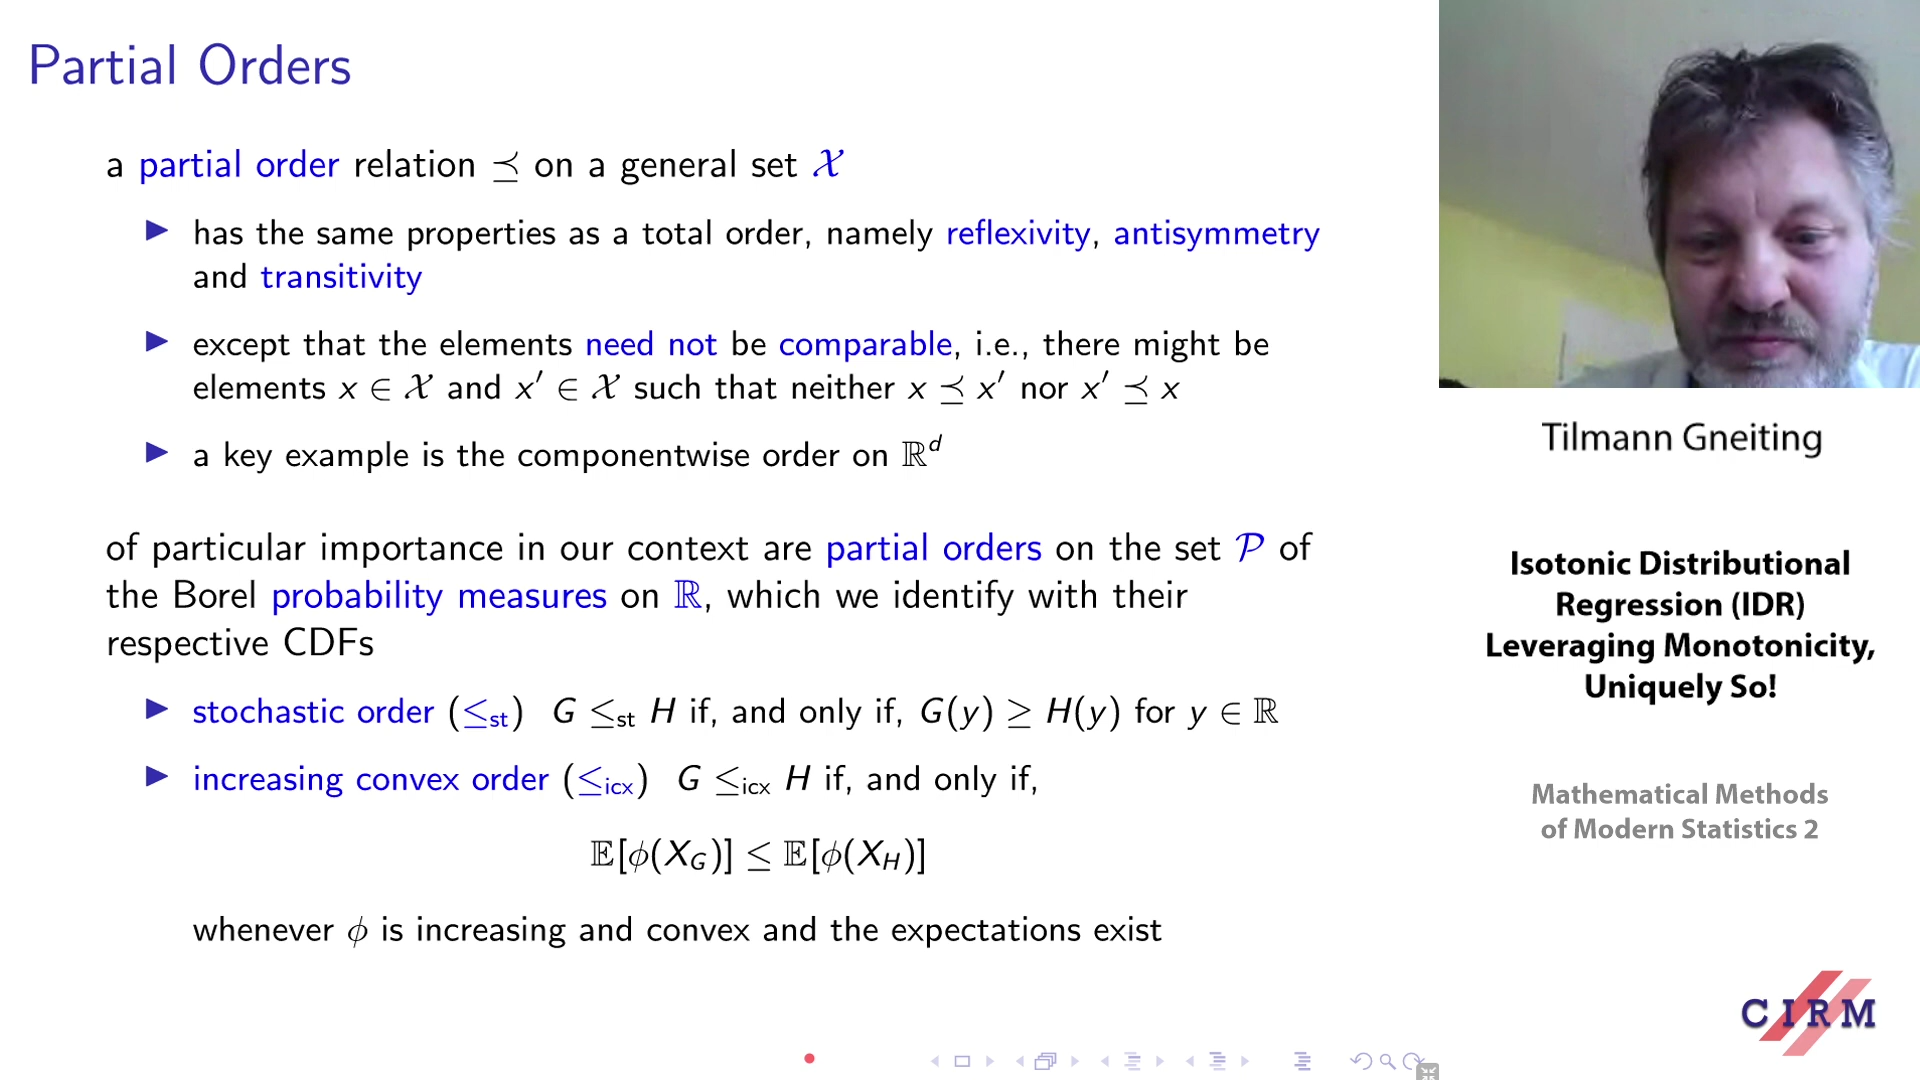 Partial Orders
a partial order relation ⪯ on a general set 𝒳
▶ has the same properties as a total order, namely reflexivity, antisymmetry
and transitivity
▶ except that the elements need not be comparable, i.e., there might be
elements x ∈ 𝒳 and x′ ∈ 𝒳 such that neither x ⪯ x′ nor x′ ⪯ x
▶ a key example is the componentwise order on ℝᵈ
of particular importance in our context are partial orders on the set 𝒫 of
the Borel probability measures on ℝ, which we identify with their
respective CDFs
▶ stochastic order (≤st) G ≤st H if, and only if, G(y) ≥ H(y) for y ∈ ℝ
▶ increasing convex order (≤icx) G ≤icx H if, and only if,
𝔼[ϕ(X_G)] ≤ 𝔼[ϕ(X_H)]
whenever ϕ is increasing and convex and the expectations exist
Tilmann Gneiting
Isotonic Distributional
Regression (IDR)
Leveraging Monotonicity,
Uniquely So!
Mathematical Methods
of Modern Statistics 2
CIRM